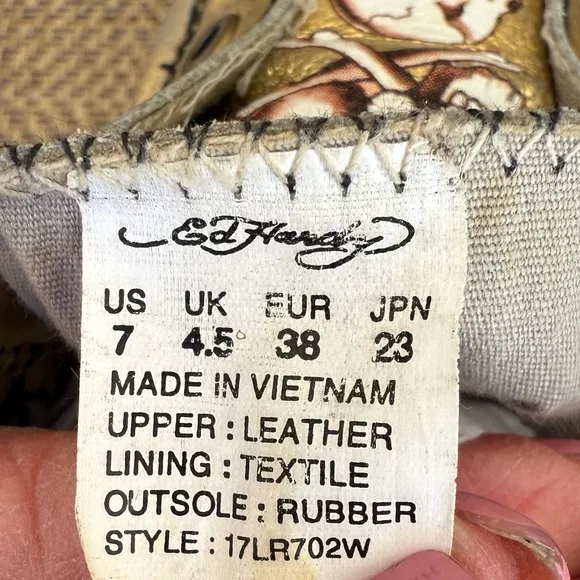 Ed Hardy
US UK EUR JPN
7 4.5 38 23
MADE IN VIETNAM
UPPER : LEATHER
LINING : TEXTILE
OUTSOLE : RUBBER
STYLE : 17LR702W